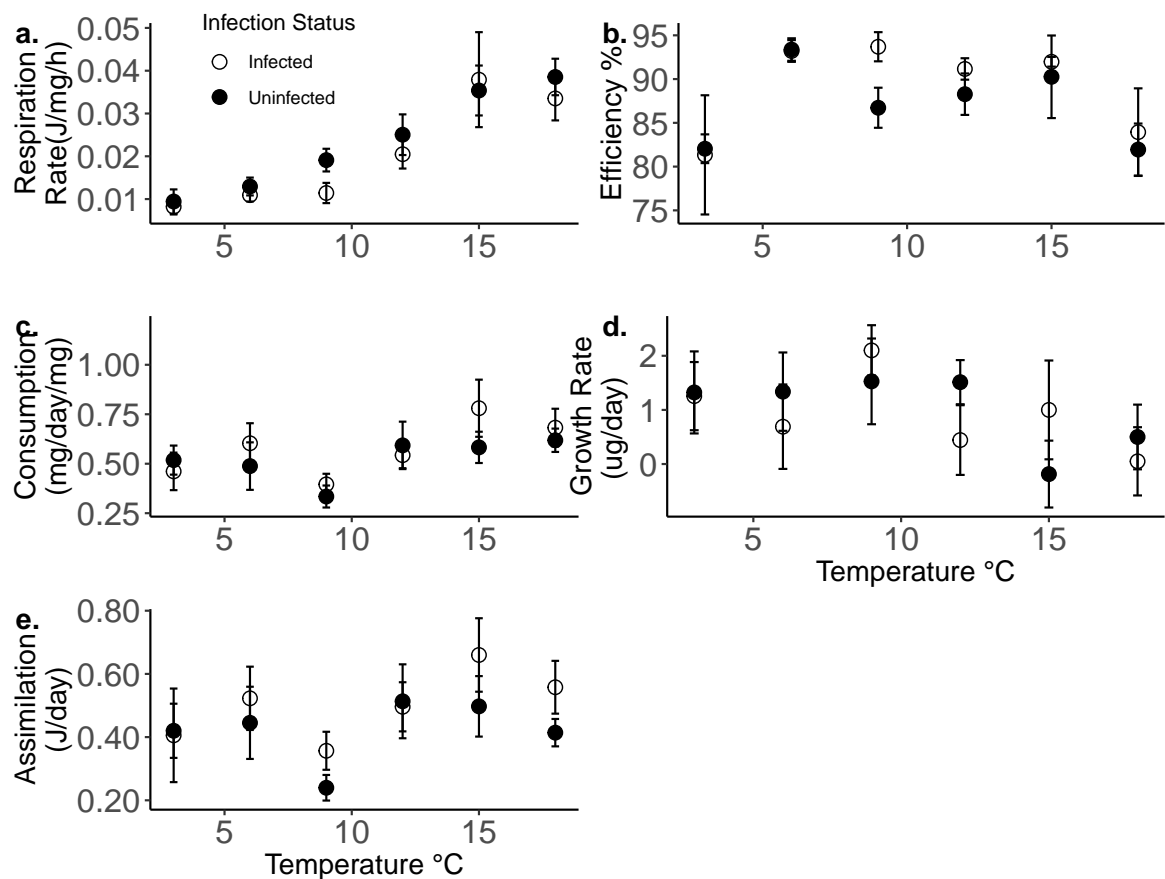 a.
Infection Status
Infected
Uninfected
Respiration
Rate(J/mg/h)
0.05
0.04
0.03
0.02
0.01
5
10
15
b.
Efficiency %
95
90
85
80
75
5
10
15
c.
Consumption
(mg/day/mg)
1.00
0.75
0.50
0.25
5
10
15
d.
Growth Rate
(ug/day)
2
1
0
5
10
15
Temperature °C
e.
Assimilation
(J/day)
0.80
0.60
0.40
0.20
5
10
15
Temperature °C